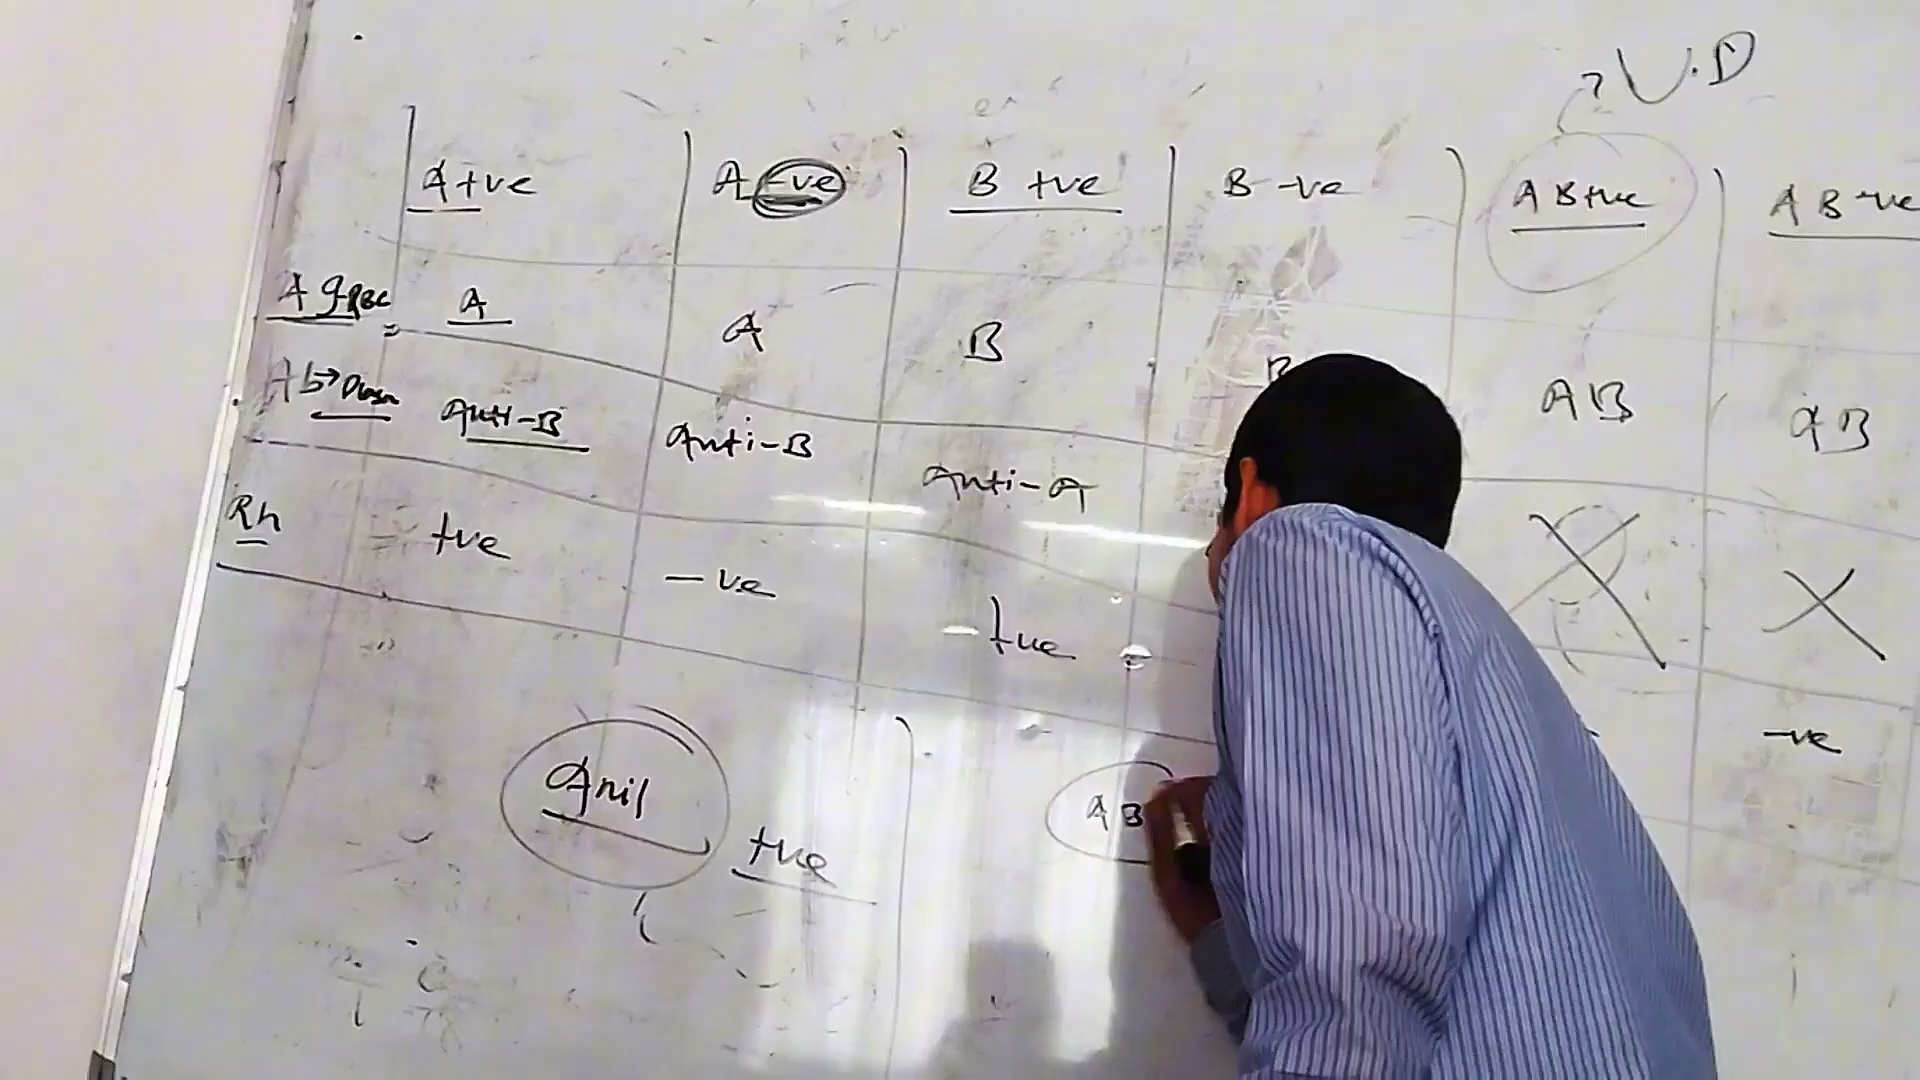 U.D
A +ve A -ve B +ve B -ve AB +ve AB -ve
Ag RBC A A B B AB AB
Ab→ Anti-B Anti-B Anti-A X X
Rh +ve -ve +ve -ve
Anil +ve AB